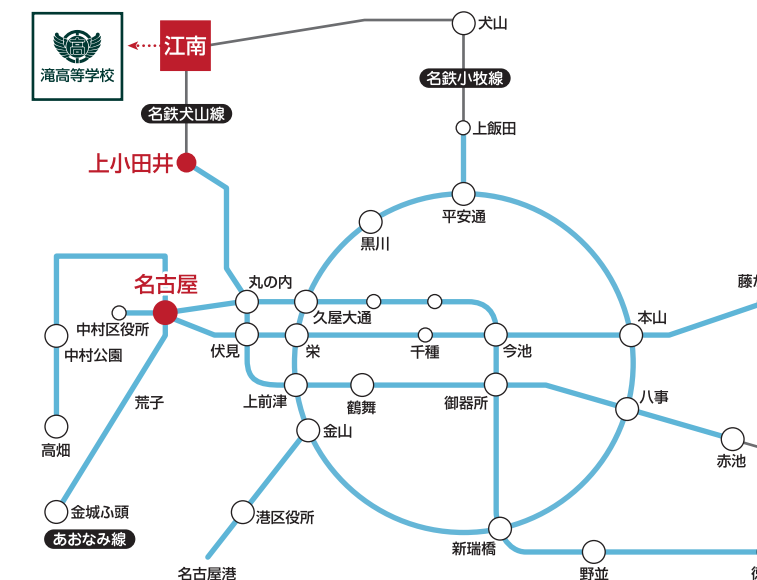 犬山
江南
高
滝高等学校
名鉄小牧線
名鉄犬山線
上飯田
上小田井
平安通
黒川
名古屋
丸の内
藤が
久屋大通
本山
中村区役所
中村公園
伏見
栄
千種
今池
上前津
鶴舞
御器所
八事
荒子
金山
高畑
赤池
金城ふ頭
港区役所
あおなみ線
新瑞橋
名古屋港
野並
徳